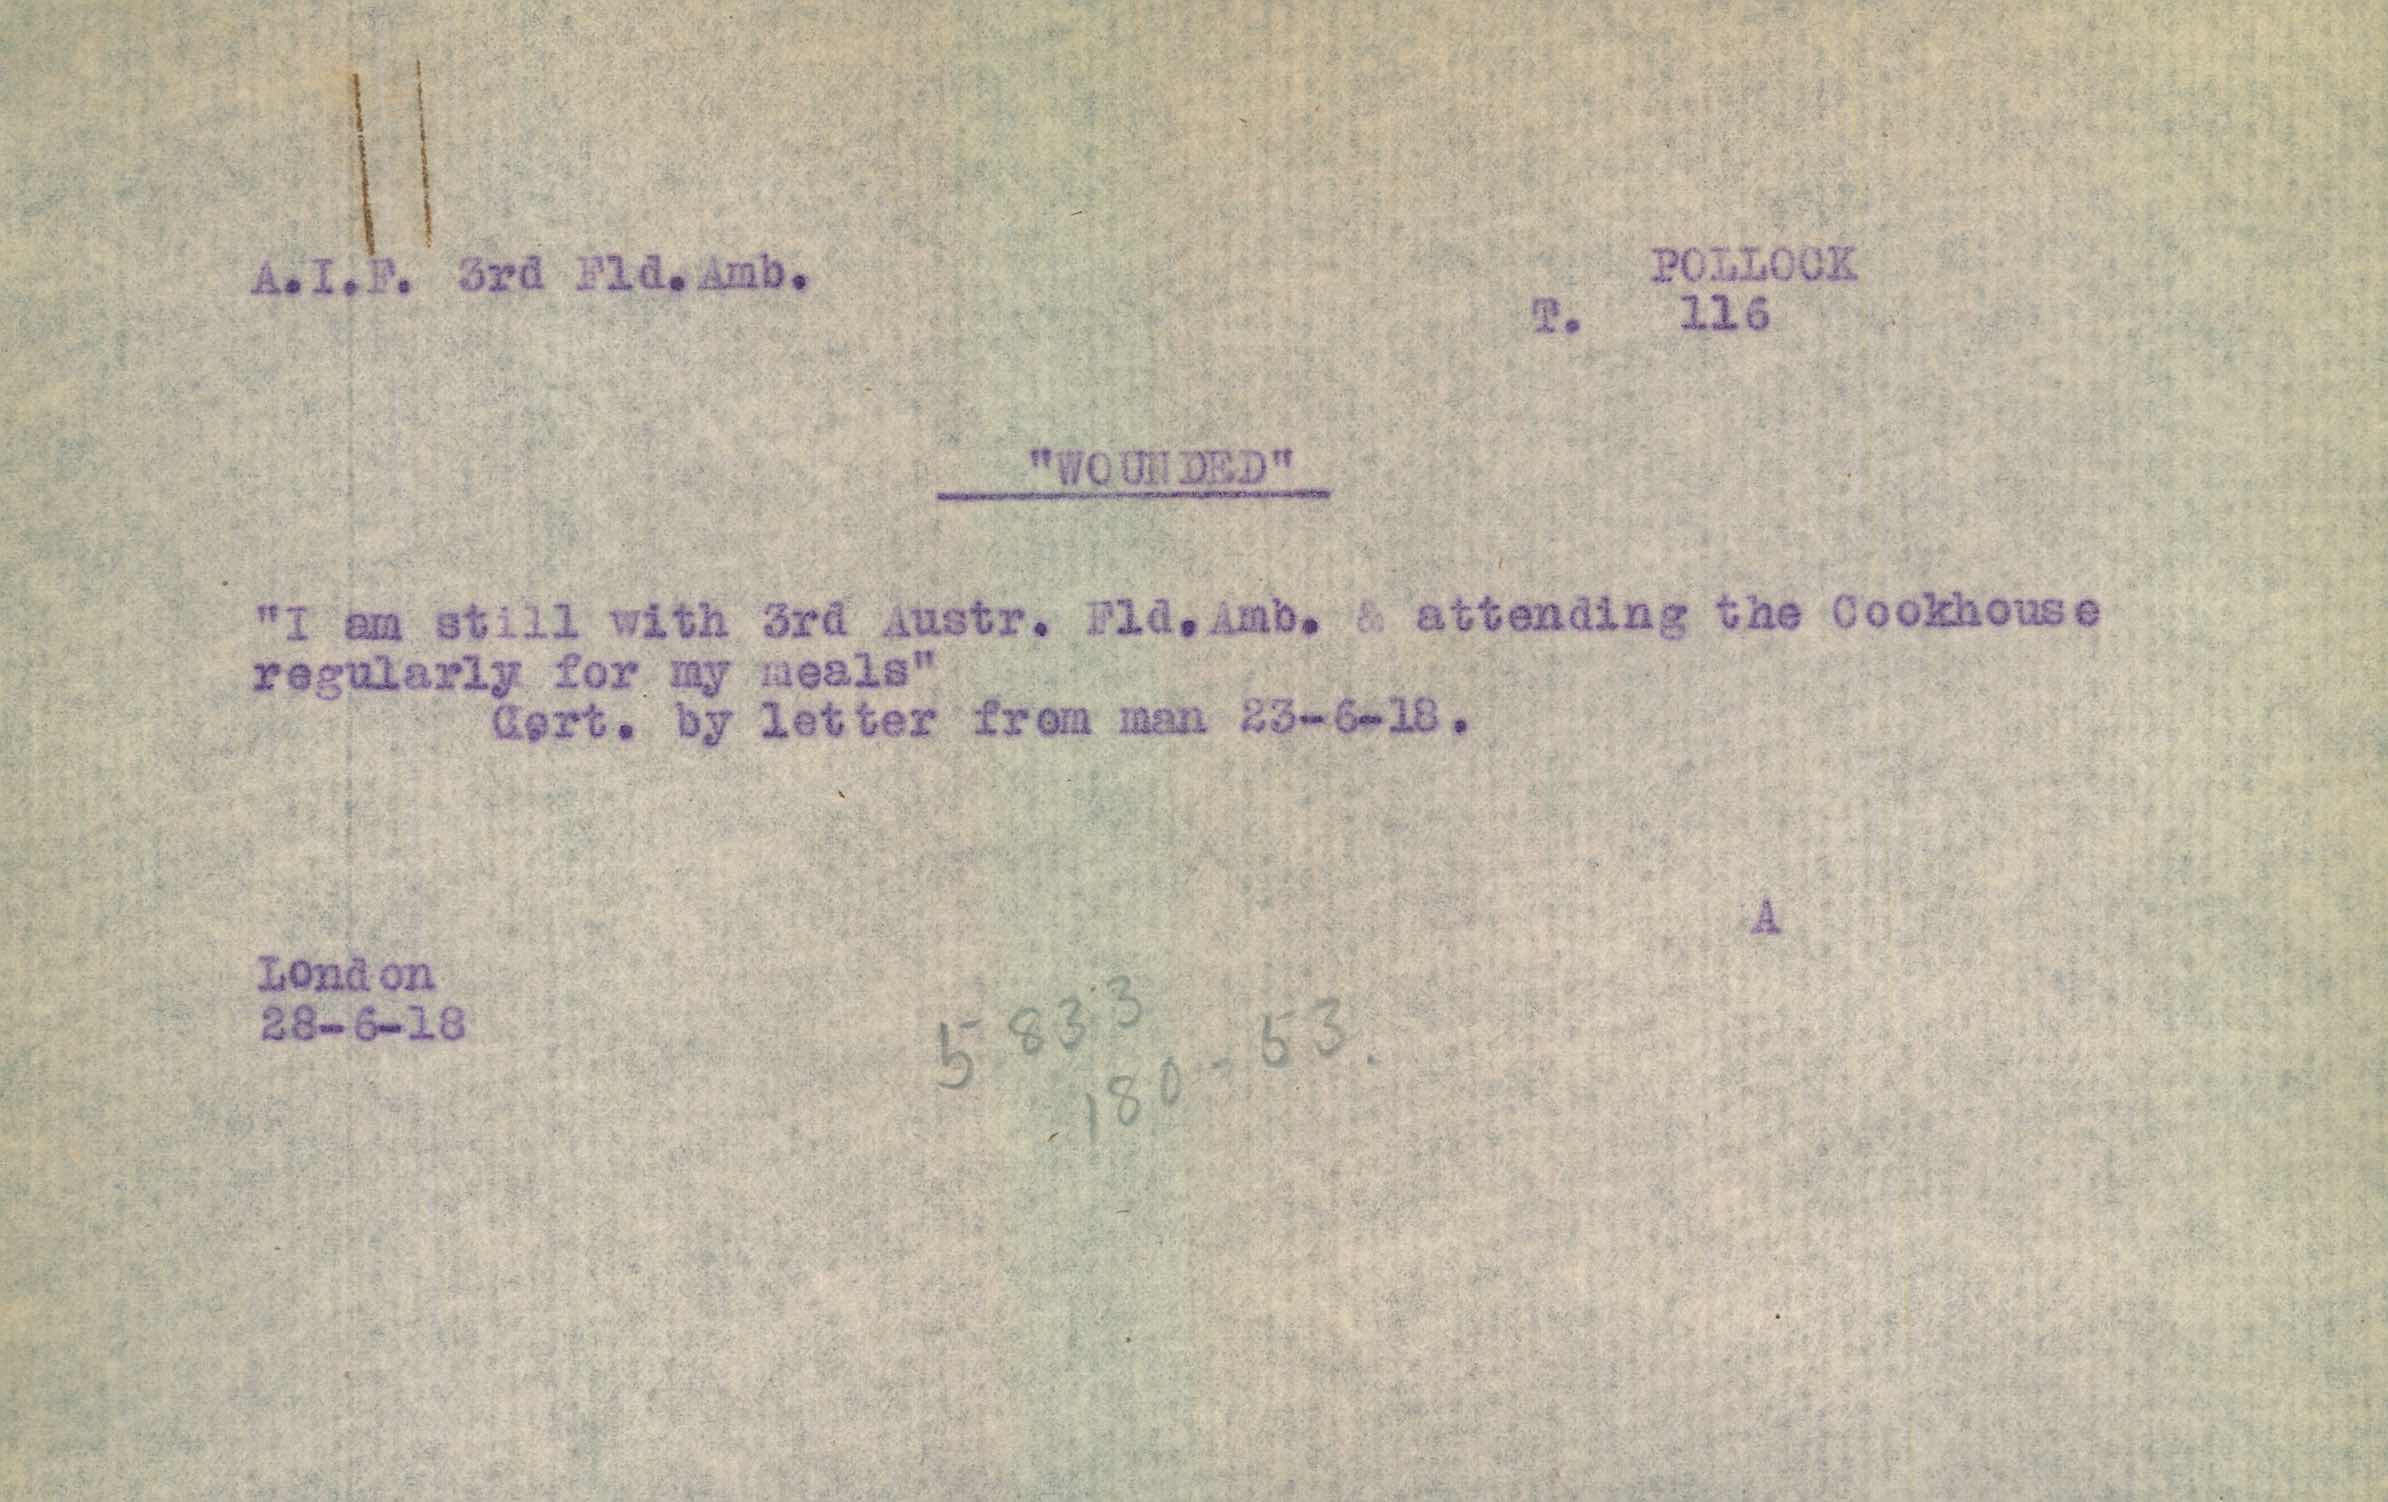 A.I.F. 3rd Fld.Amb.
POLLOCK
T. 116
"WOUNDED"
"I am still with 3rd Austr. Fld.Amb. & attending the Cookhouse
regularly for my meals"
Cert. by letter from man 23-6-18.
A
London
28-6-18
5833
180-53.